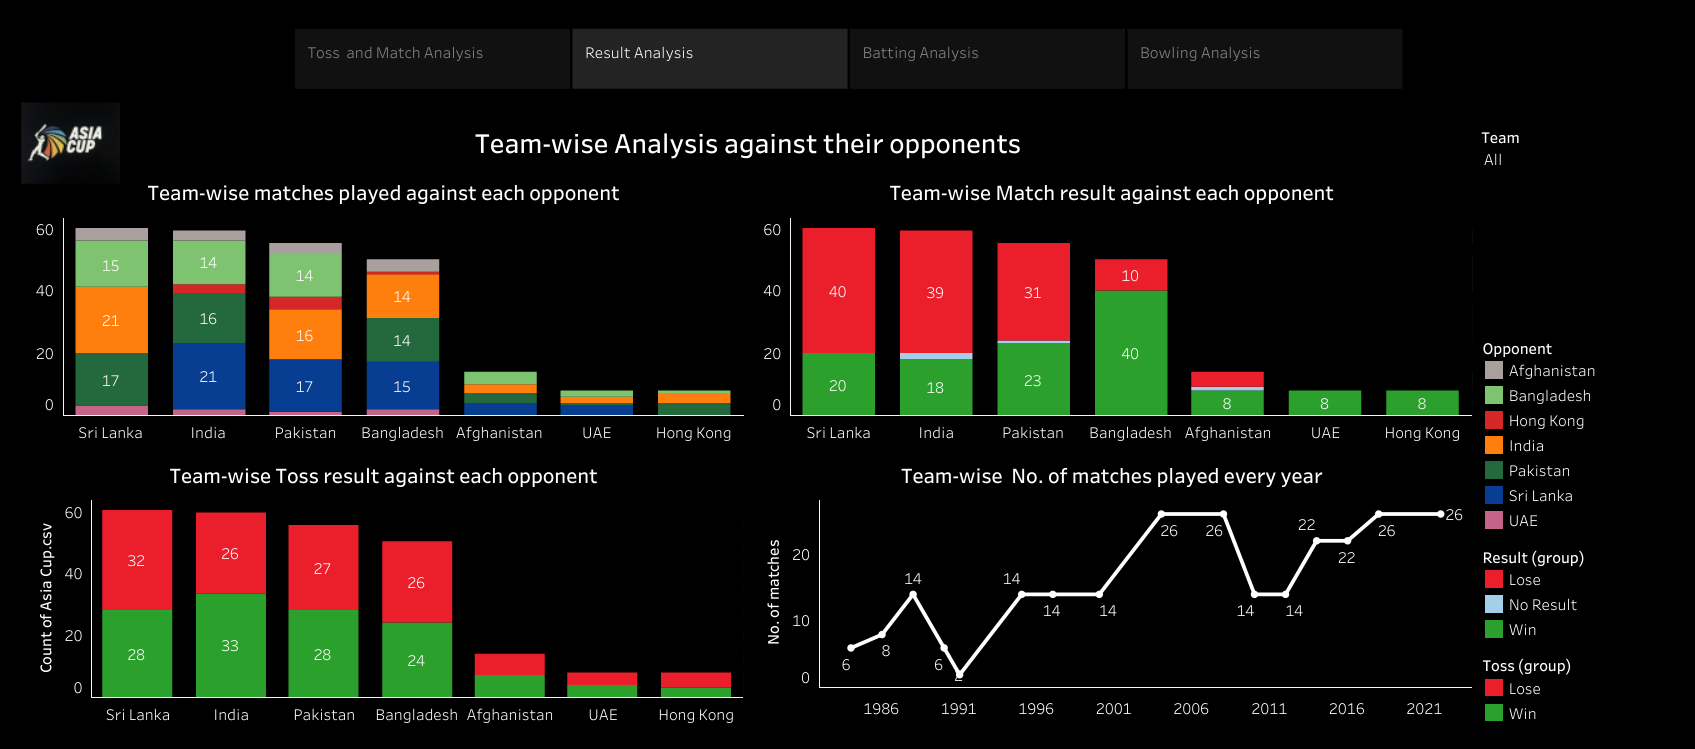 Toss and Match Analysis
Result Analysis
Batting Analysis
Bowling Analysis
ASIA
CUP
Team-wise Analysis against their opponents
Team
All
Team-wise matches played against each opponent
60
40
20
0
15
21
17
14
16
21
14
16
17
14
14
15
Sri Lanka
India
Pakistan
Bangladesh
Afghanistan
UAE
Hong Kong
Team-wise Match result against each opponent
60
40
20
0
40
20
39
18
31
23
10
40
8
8
8
Sri Lanka
India
Pakistan
Bangladesh
Afghanistan
UAE
Hong Kong
Opponent
Afghanistan
Bangladesh
Hong Kong
India
Pakistan
Sri Lanka
UAE
Team-wise Toss result against each opponent
Count of Asia Cup.csv
60
40
20
0
32
28
26
33
27
28
26
24
Sri Lanka
India
Pakistan
Bangladesh
Afghanistan
UAE
Hong Kong
Team-wise No. of matches played every year
No. of matches
20
10
0
6
8
14
6
2
14
14
14
26
26
14
14
22
22
26
26
1986
1991
1996
2001
2006
2011
2016
2021
Result (group)
Lose
No Result
Win
Toss (group)
Lose
Win